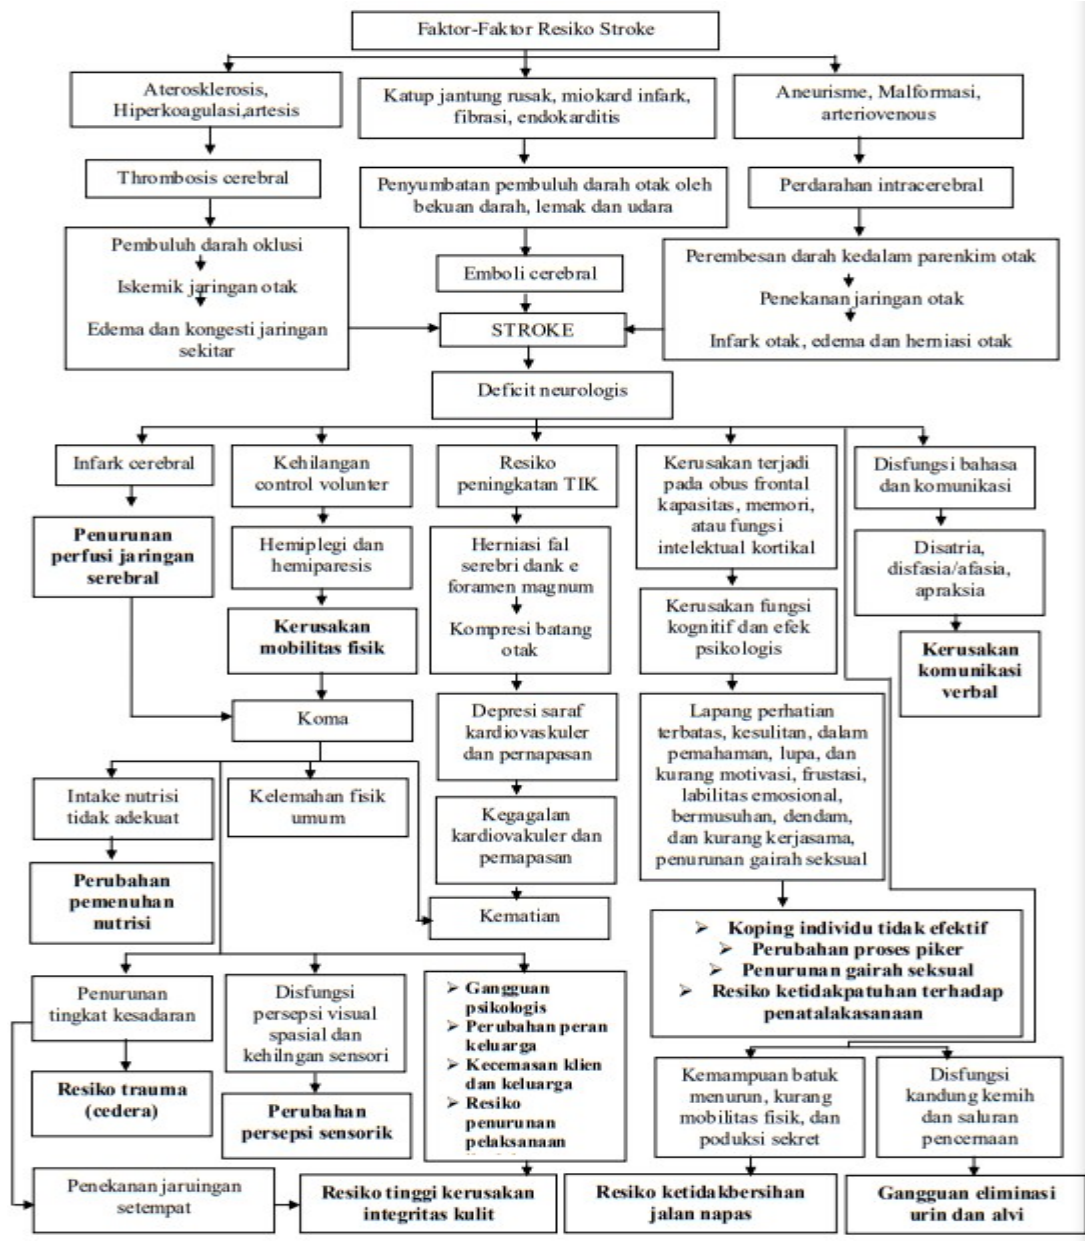 Faktor-Faktor Resiko Stroke
Aterosklerosis,
Hiperkoagulasi,artesis
Katup jantung rusak, miokard infark,
fibrasi, endokarditis
Aneurisme, Malformasi,
arteriovenous
Thrombosis cerebral
Penyumbatan pembuluh darah otak oleh
bekuan darah, lemak dan udara
Perdarahan intracerebral
Pembuluh darah oklusi
Iskemik jaringan otak
Edema dan kongesti jaringan
sekitar
Emboli cerebral
Perembesan darah kedalam parenkim otak
Penekanan jaringan otak
Infark otak, edema dan herniasi otak
STROKE
Deficit neurologis
Infark cerebral
Kehilangan
control volunter
Resiko
peningkatan TIK
Kerusakan terjadi
pada obus frontal
kapasitas, memori,
atau fungsi
intelektual kortikal
Disfungsi bahasa
dan komunikasi
Penurunan
perfusi jaringan
serebral
Hemiplegi dan
hemiparesis
Herniasi fal
serebri dank e
foramen magnum
Kompresi batang
otak
Disatria,
disfasia/afasia,
apraksia
Kerusakan
mobilitas fisik
Kerusakan fungsi
kognitif dan efek
psikologis
Kerusakan
komunikasi
verbal
Koma
Depresi saraf
kardiovaskuler
dan pernapasan
Lapang perhatian
terbatas, kesulitan, dalam
pemahaman, lupa, dan
kurang motivasi, frustasi,
labilitas emosional,
bermusuhan, dendam,
dan kurang kerjasama,
penurunan gairah seksual
Intake nutrisi
tidak adekuat
Kelemahan fisik
umum
Kegagalan
kardiovakuler dan
pernapasan
Perubahan
pemenuhan
nutrisi
Kematian
➢ Koping individu tidak efektif
➢ Perubahan proses piker
➢ Penurunan gairah seksual
➢ Resiko ketidakpatuhan terhadap
penatalakasanaan
Penurunan
tingkat kesadaran
Disfungsi
persepsi visual
spasial dan
kehilngan sensori
➢ Gangguan
psikologis
➢ Perubahan peran
keluarga
➢ Kecemasan klien
dan keluarga
➢ Resiko
penurunan
pelaksanaan
Kemampuan batuk
menurun, kurang
mobilitas fisik, dan
poduksi sekret
Disfungsi
kandung kemih
dan saluran
pencernaan
Resiko trauma
(cedera)
Perubahan
persepsi sensorik
Penekanan jaruingan
setempat
Resiko tinggi kerusakan
integritas kulit
Resiko ketidakbersihan
jalan napas
Gangguan eliminasi
urin dan alvi